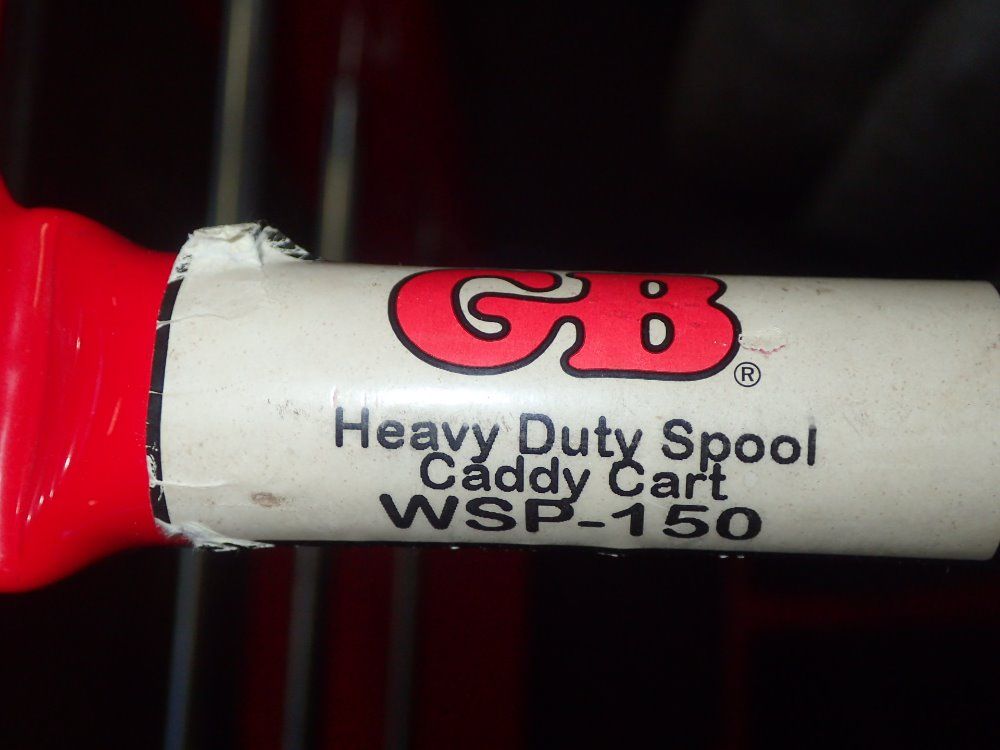 GB®
Heavy Duty Spool
Caddy Cart
WSP-150